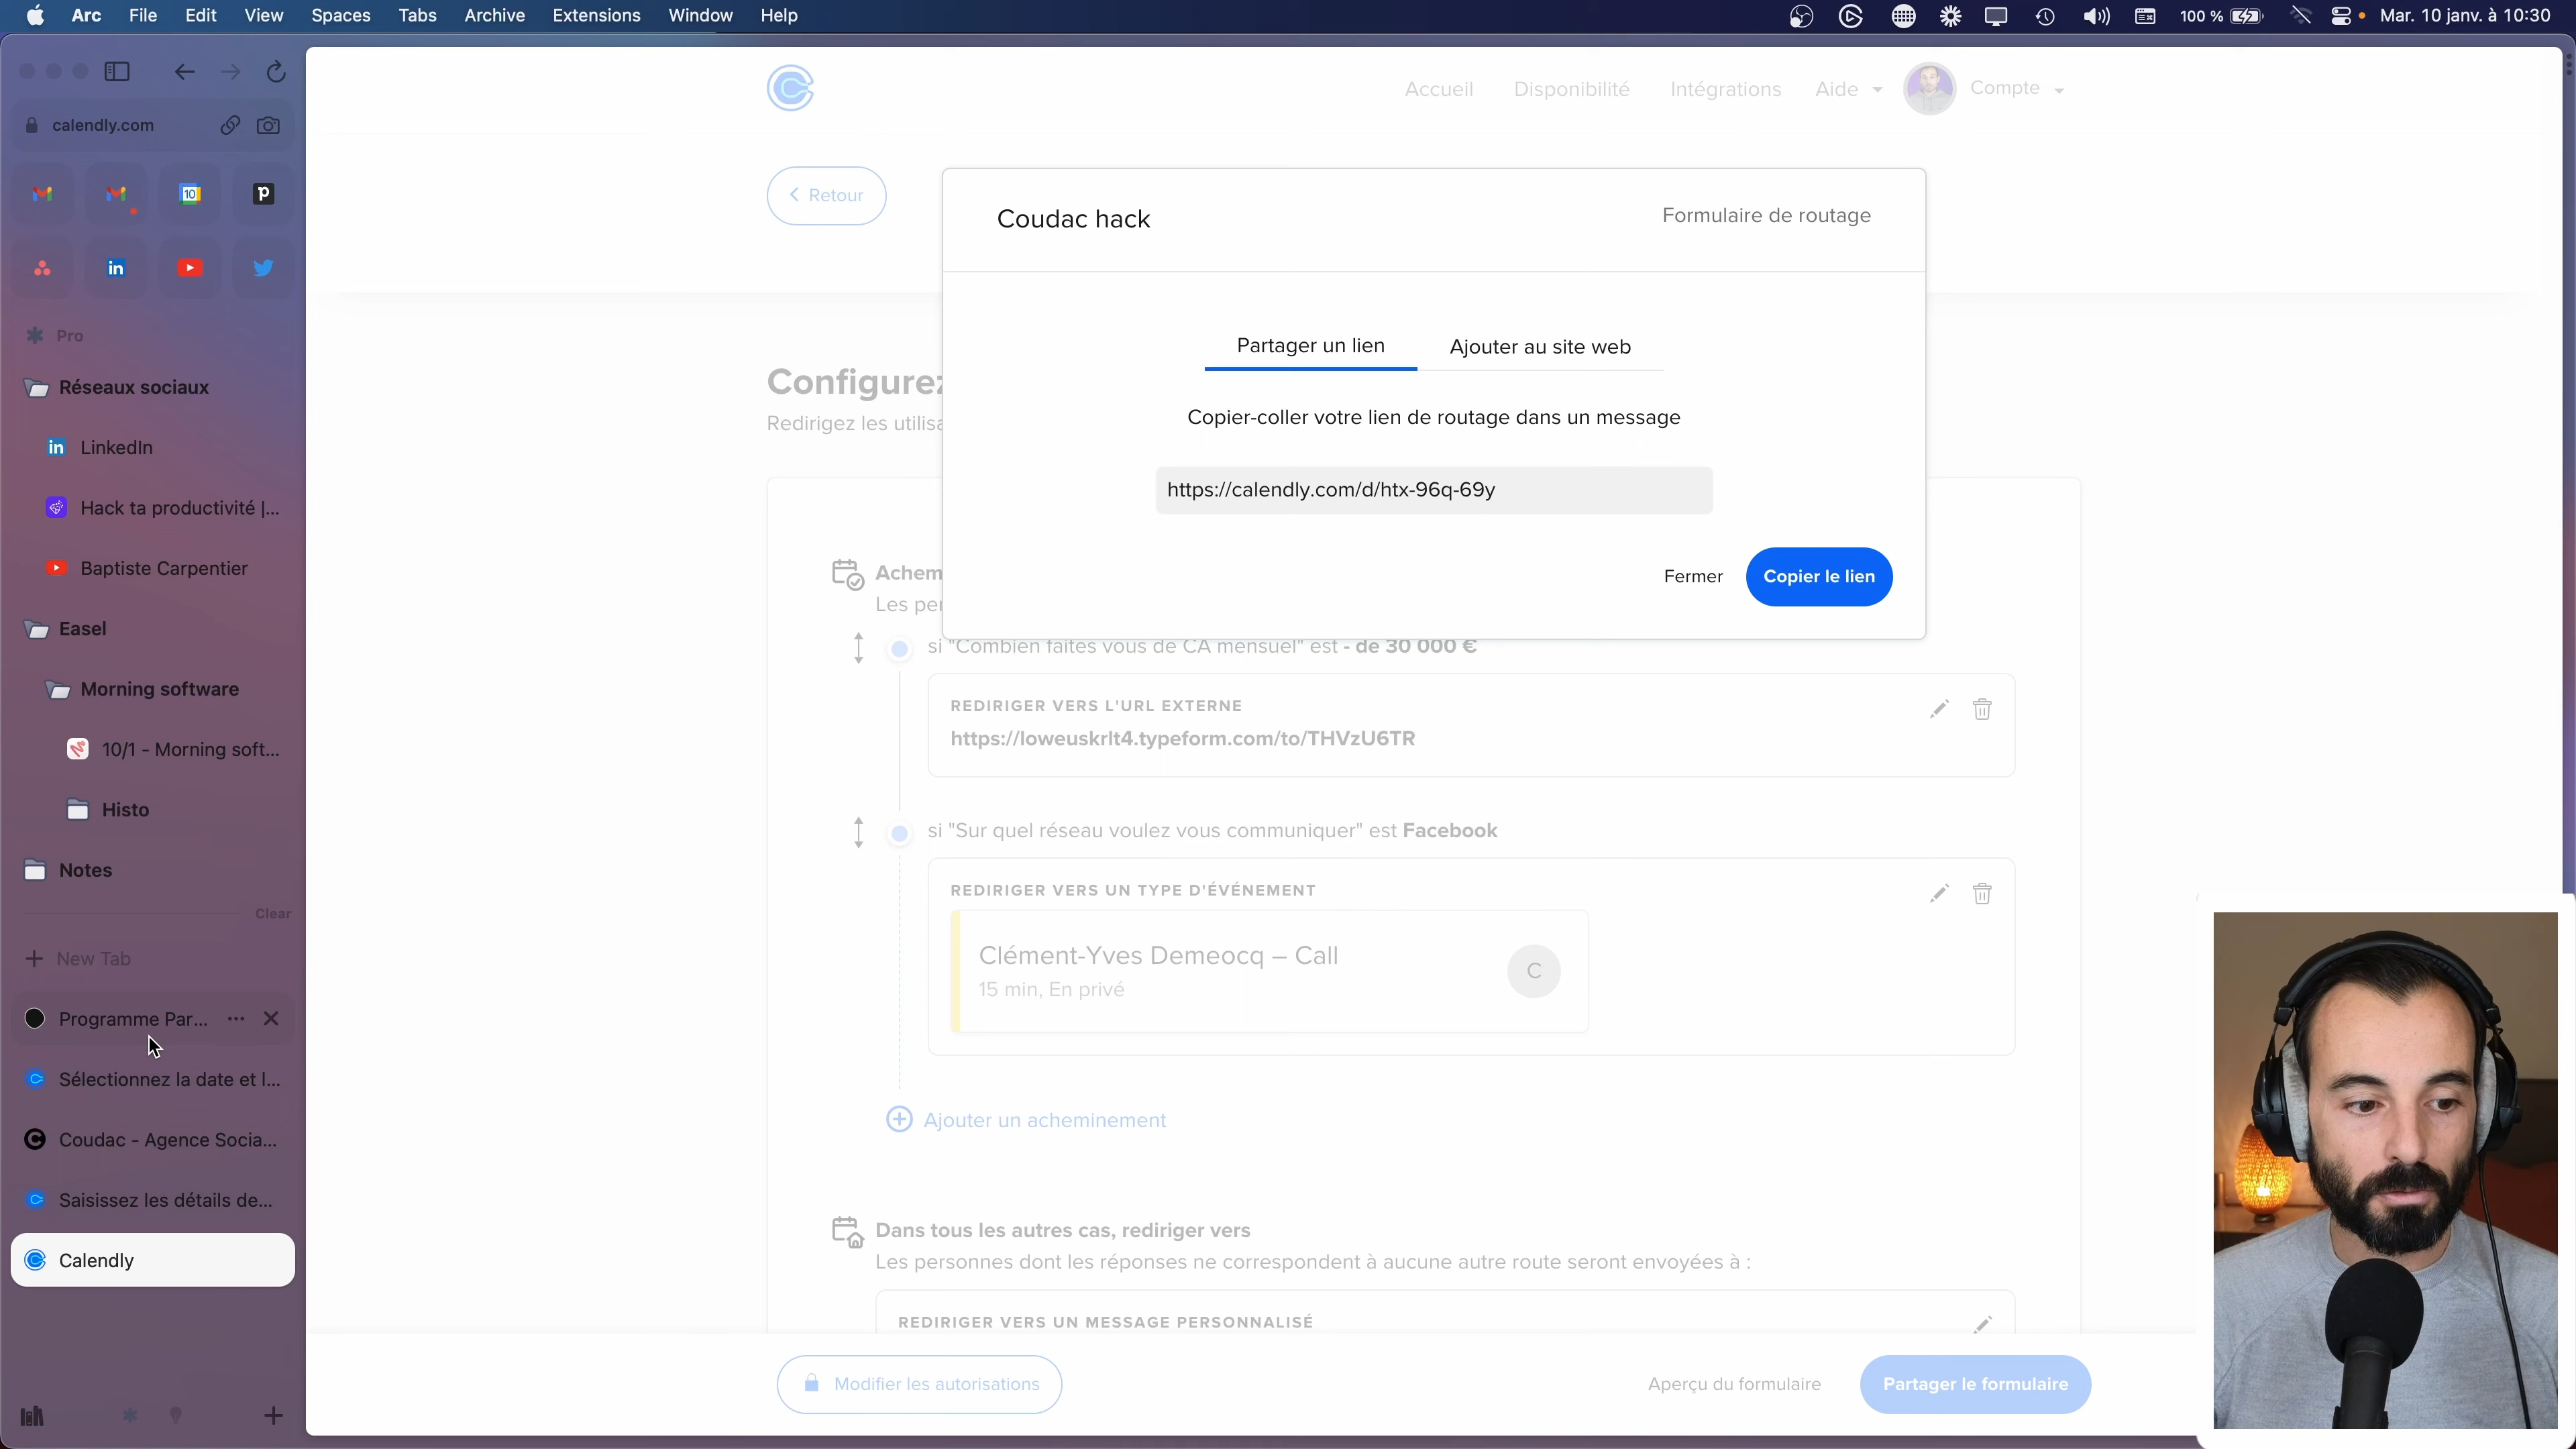 Arc File Edit View Spaces Tabs Archive Extensions Window Help
100 % Mar. 10 janv. à 10:30
calendly.com
10
Pro
Réseaux sociaux
LinkedIn
Hack ta productivité |...
Baptiste Carpentier
Easel
Morning software
10/1 - Morning soft...
Histo
Notes
Clear
New Tab
Programme Par...
Sélectionnez la date et l...
Coudac - Agence Socia...
Saisissez les détails de...
Calendly
Accueil Disponibilité Intégrations Aide Compte
Retour
Coudac hack
Formulaire de routage
Partager un lien
Ajouter au site web
Copier-coller votre lien de routage dans un message
https://calendly.com/d/htx-96q-69y
Fermer
Copier le lien
Configurez
Redirigez les utilisa
Achem
Les per
si "Combien faites vous de CA mensuel" est - de 30 000 €
REDIRIGER VERS L'URL EXTERNE
https://loweuskrlt4.typeform.com/to/THVzU6TR
si "Sur quel réseau voulez vous communiquer" est Facebook
REDIRIGER VERS UN TYPE D'ÉVÉNEMENT
Clément-Yves Demeocq – Call
15 min, En privé
C
Ajouter un acheminement
Dans tous les autres cas, rediriger vers
Les personnes dont les réponses ne correspondent à aucune autre route seront envoyées à :
REDIRIGER VERS UN MESSAGE PERSONNALISÉ
Modifier les autorisations
Aperçu du formulaire
Partager le formulaire